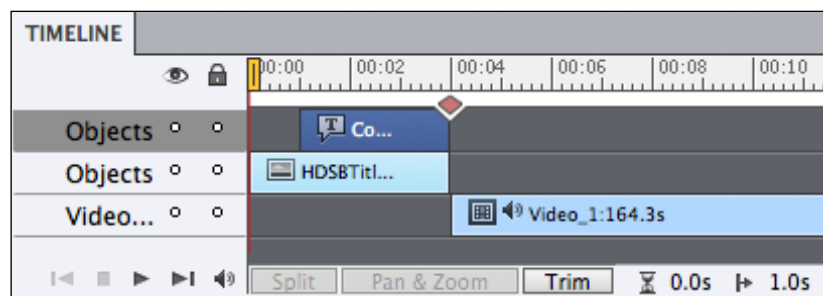 TIMELINE
00:00 00:02 00:04 00:06 00:08 00:10
Objects T Co...
Objects HDSBTitl...
Video... Video_1:164.3s
Split Pan & Zoom Trim 0.0s 1.0s